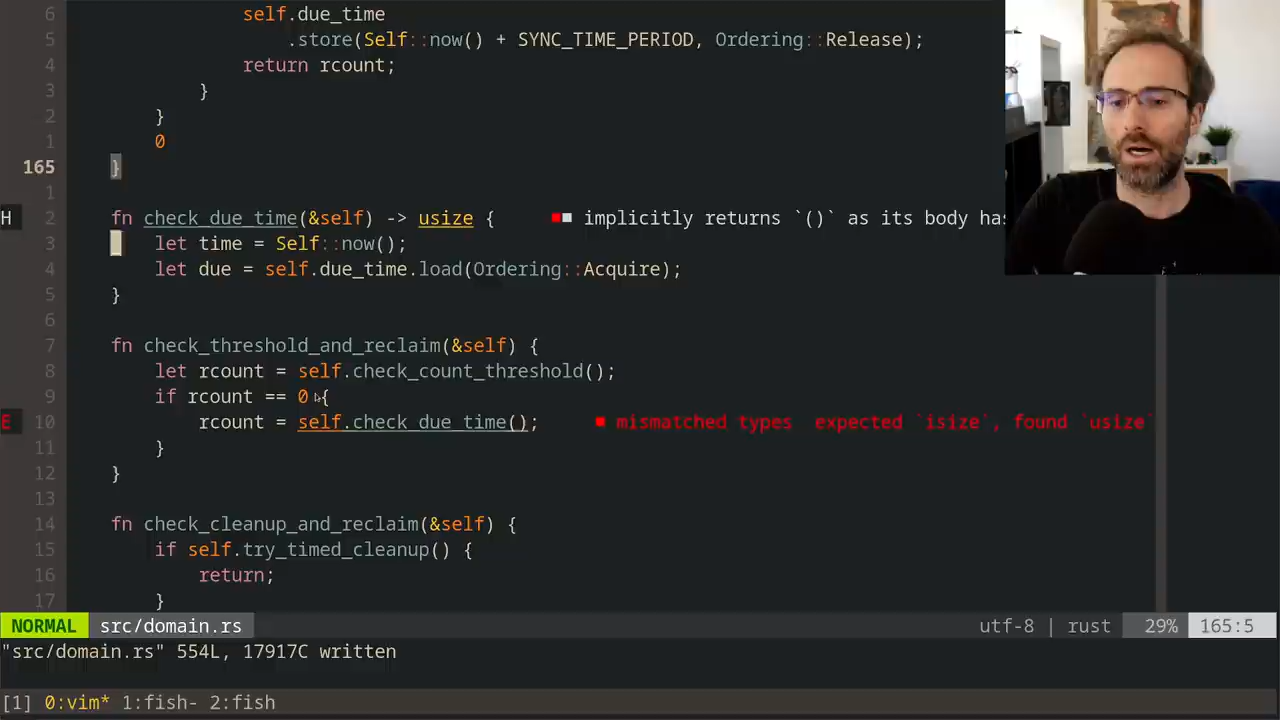 6 self.due_time
5 .store(Self::now() + SYNC_TIME_PERIOD, Ordering::Release);
4 return rcount;
3 }
2 }
1 0
165 }
1
H 2 fn check_due_time(&self) -> usize { implicitly returns `()` as its body has
3 let time = Self::now();
4 let due = self.due_time.load(Ordering::Acquire);
5 }
6
7 fn check_threshold_and_reclaim(&self) {
8 let rcount = self.check_count_threshold();
9 if rcount == 0 {
E 10 rcount = self.check_due_time(); mismatched types expected `isize`, found `usize`
11 }
12 }
13
14 fn check_cleanup_and_reclaim(&self) {
15 if self.try_timed_cleanup() {
16 return;
17 }
NORMAL src/domain.rs utf-8 | rust 29% 165:5
"src/domain.rs" 554L, 17917C written
[1] 0:vim* 1:fish- 2:fish